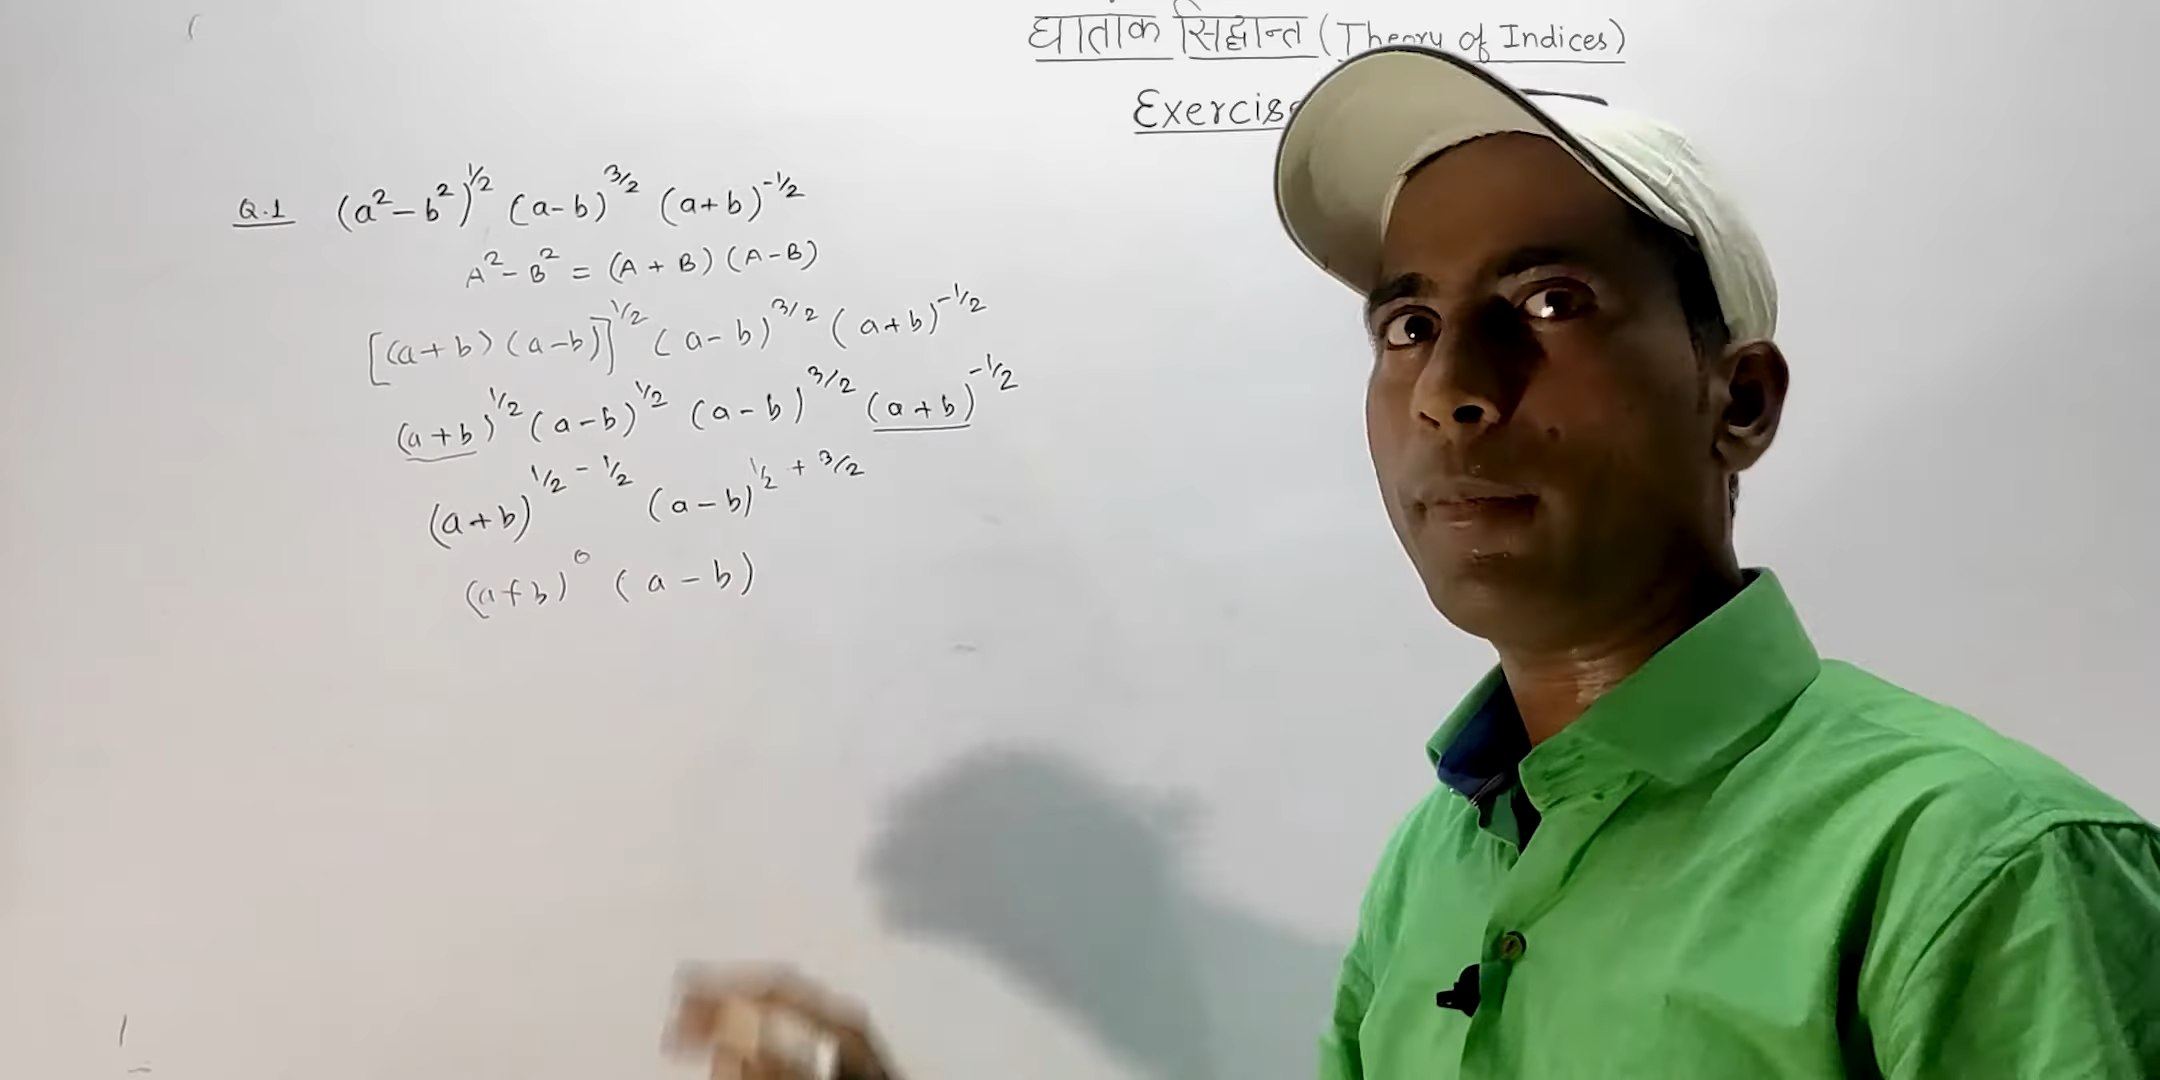 घातांक सिद्धान्त (Theory of Indices)
Exercise
Q.1 (a²-b²)^1/2 (a-b)^3/2 (a+b)^-1/2
A²-B² = (A+B)(A-B)
[(a+b)(a-b)]^1/2 (a-b)^3/2 (a+b)^-1/2
(a+b)^1/2 (a-b)^1/2 (a-b)^3/2 (a+b)^-1/2
(a+b)^1/2-1/2 (a-b)^1/2+3/2
(a+b)^0 (a-b)